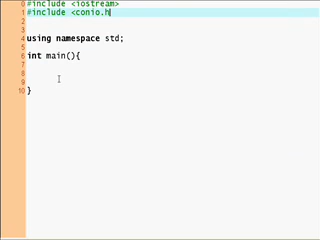 0 #include <iostream>
1 #include <conio.h
2
3
4 using namespace std;
5
6 int main(){
7
8
9
10 }